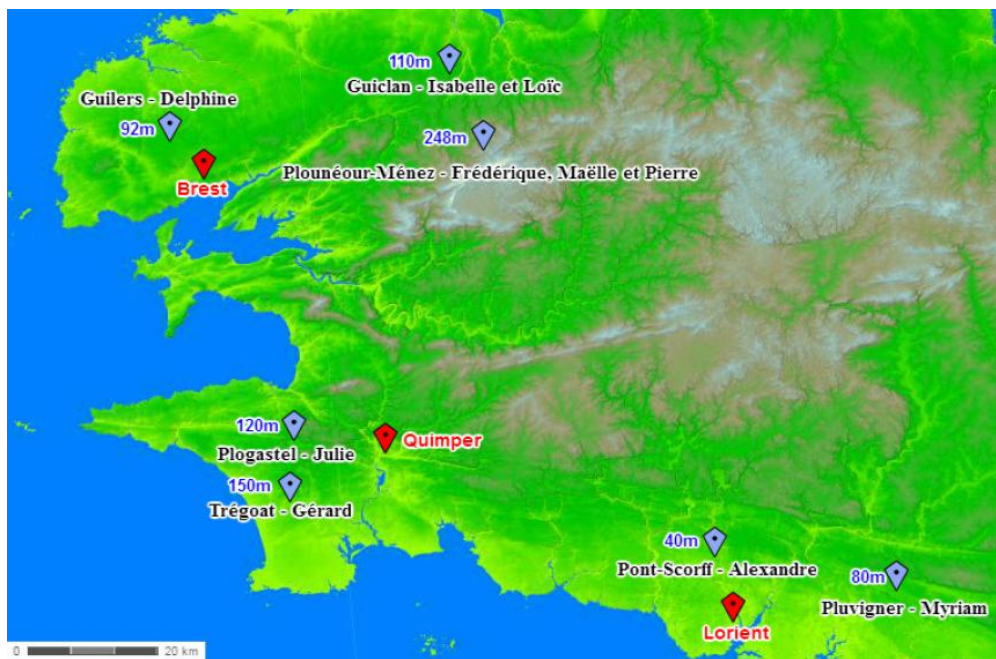 110m
Guiclan - Isabelle et Loïc
Guilers - Delphine
92m
248m
Brest
Plounéour-Ménez - Frédérique, Maëlle et Pierre
120m
Quimper
Plogastel - Julie
150m
Trégoat - Gérard
40m
Pont-Scorff - Alexandre
80m
Pluvigner - Myriam
Lorient
0 20 km